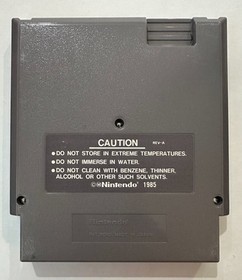 CAUTION REV-A
●DO NOT STORE IN EXTREME TEMPERATURES.
●DO NOT IMMERSE IN WATER.
●DO NOT CLEAN WITH BENZENE, THINNER,
ALCOHOL OR OTHER SUCH SOLVENTS.
©®Nintendo® 1985
Nintendo